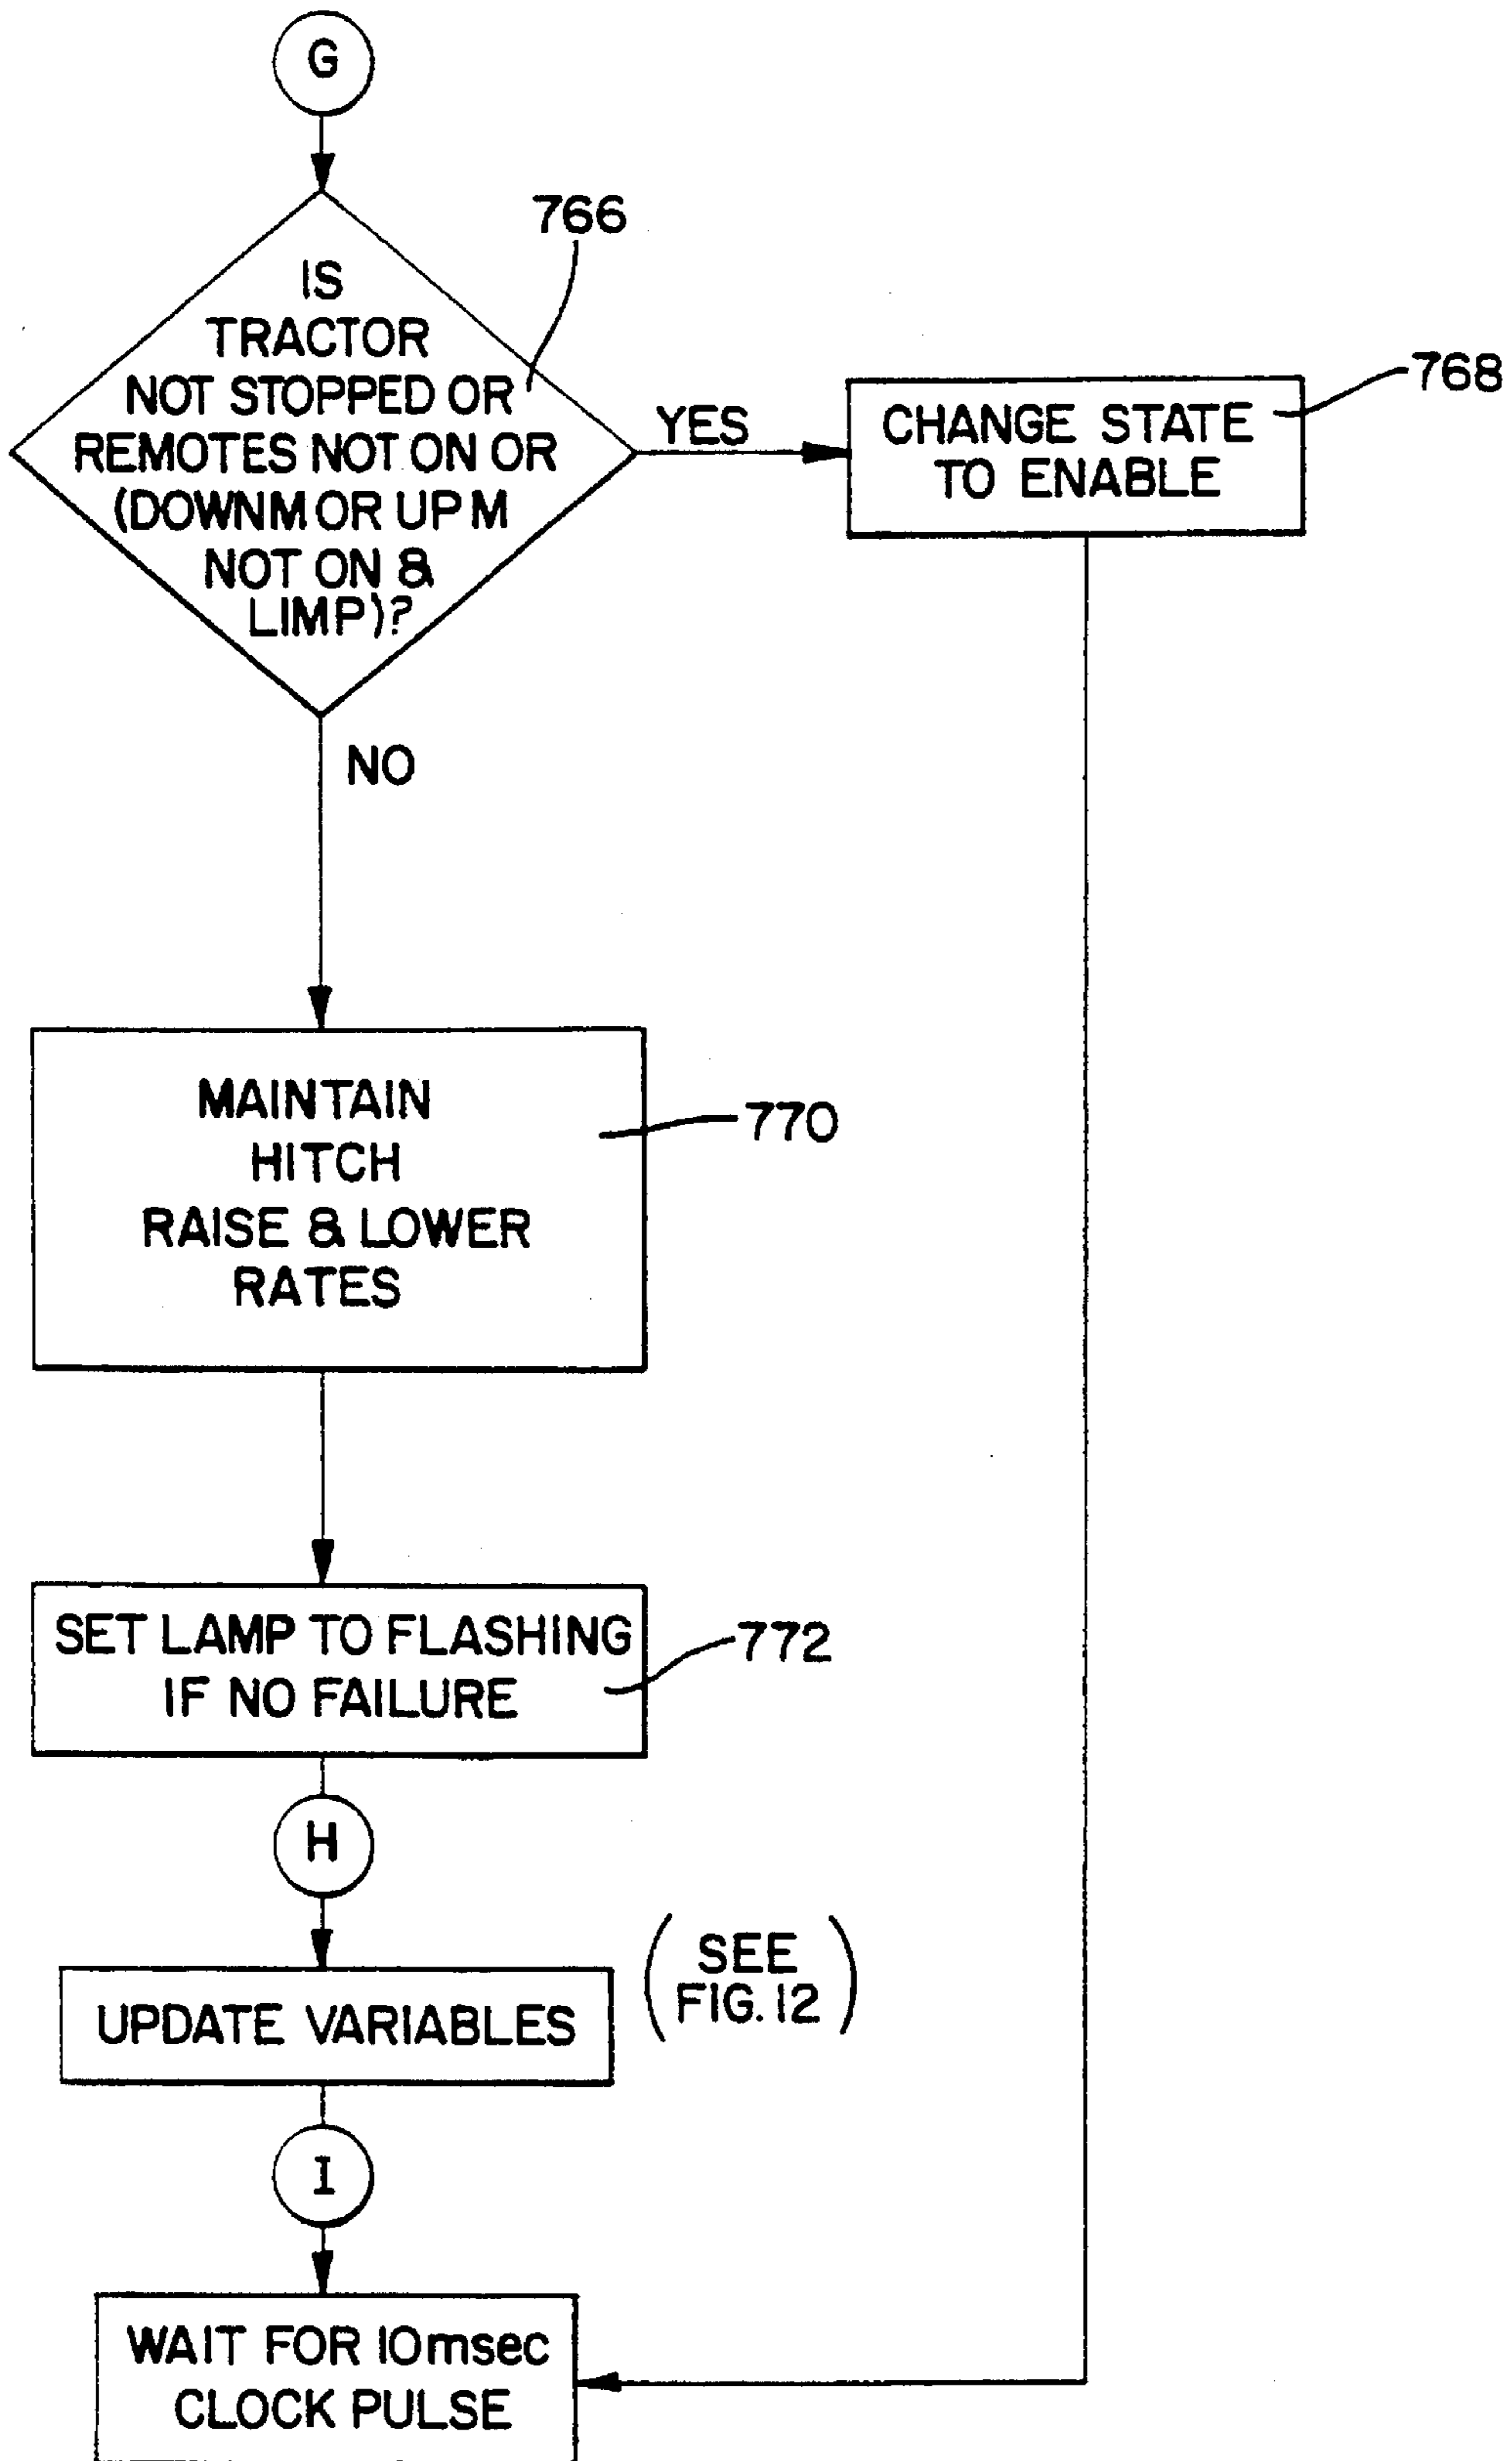 G
766
IS
TRACTOR
NOT STOPPED OR
REMOTES NOT ON OR
(DOWNM OR UP M
NOT ON &
LIMP)?
YES
CHANGE STATE
TO ENABLE
768
NO
MAINTAIN
HITCH
RAISE & LOWER
RATES
770
SET LAMP TO FLASHING
IF NO FAILURE
772
H
UPDATE VARIABLES
(SEE
FIG. 12)
I
WAIT FOR 10msec
CLOCK PULSE